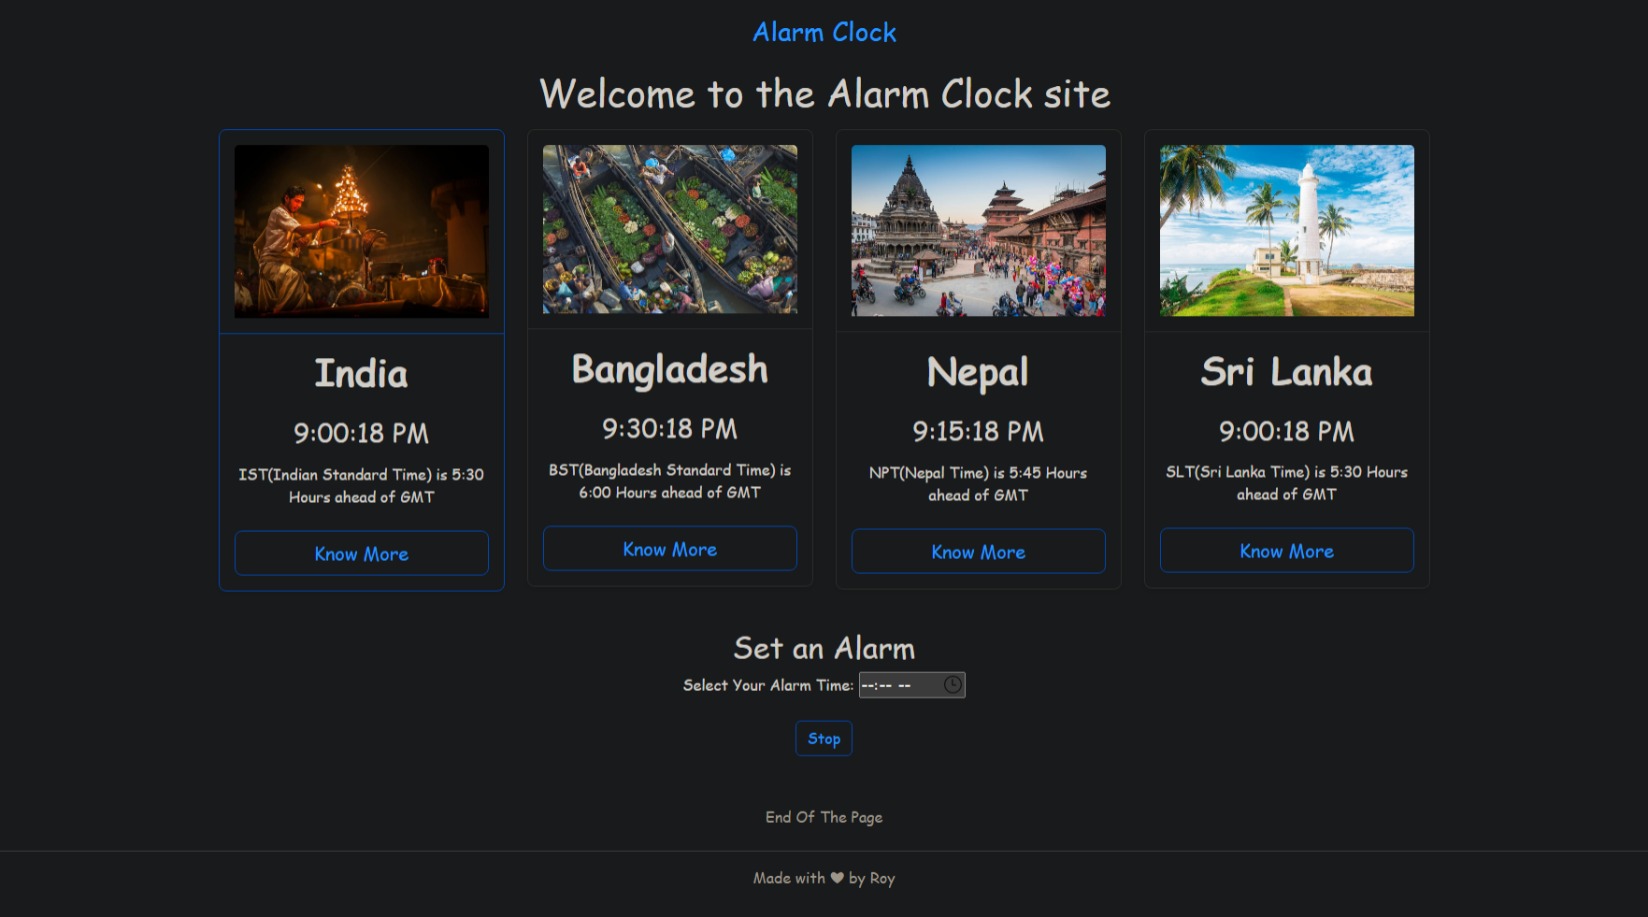 Alarm Clock
Welcome to the Alarm Clock site
India
9:00:18 PM
IST(Indian Standard Time) is 5:30
Hours ahead of GMT
Know More
Bangladesh
9:30:18 PM
BST(Bangladesh Standard Time) is
6:00 Hours ahead of GMT
Know More
Nepal
9:15:18 PM
NPT(Nepal Time) is 5:45 Hours
ahead of GMT
Know More
Sri Lanka
9:00:18 PM
SLT(Sri Lanka Time) is 5:30 Hours
ahead of GMT
Know More
Set an Alarm
Select Your Alarm Time: --:-- --
Stop
End Of The Page
Made with ❤ by Roy